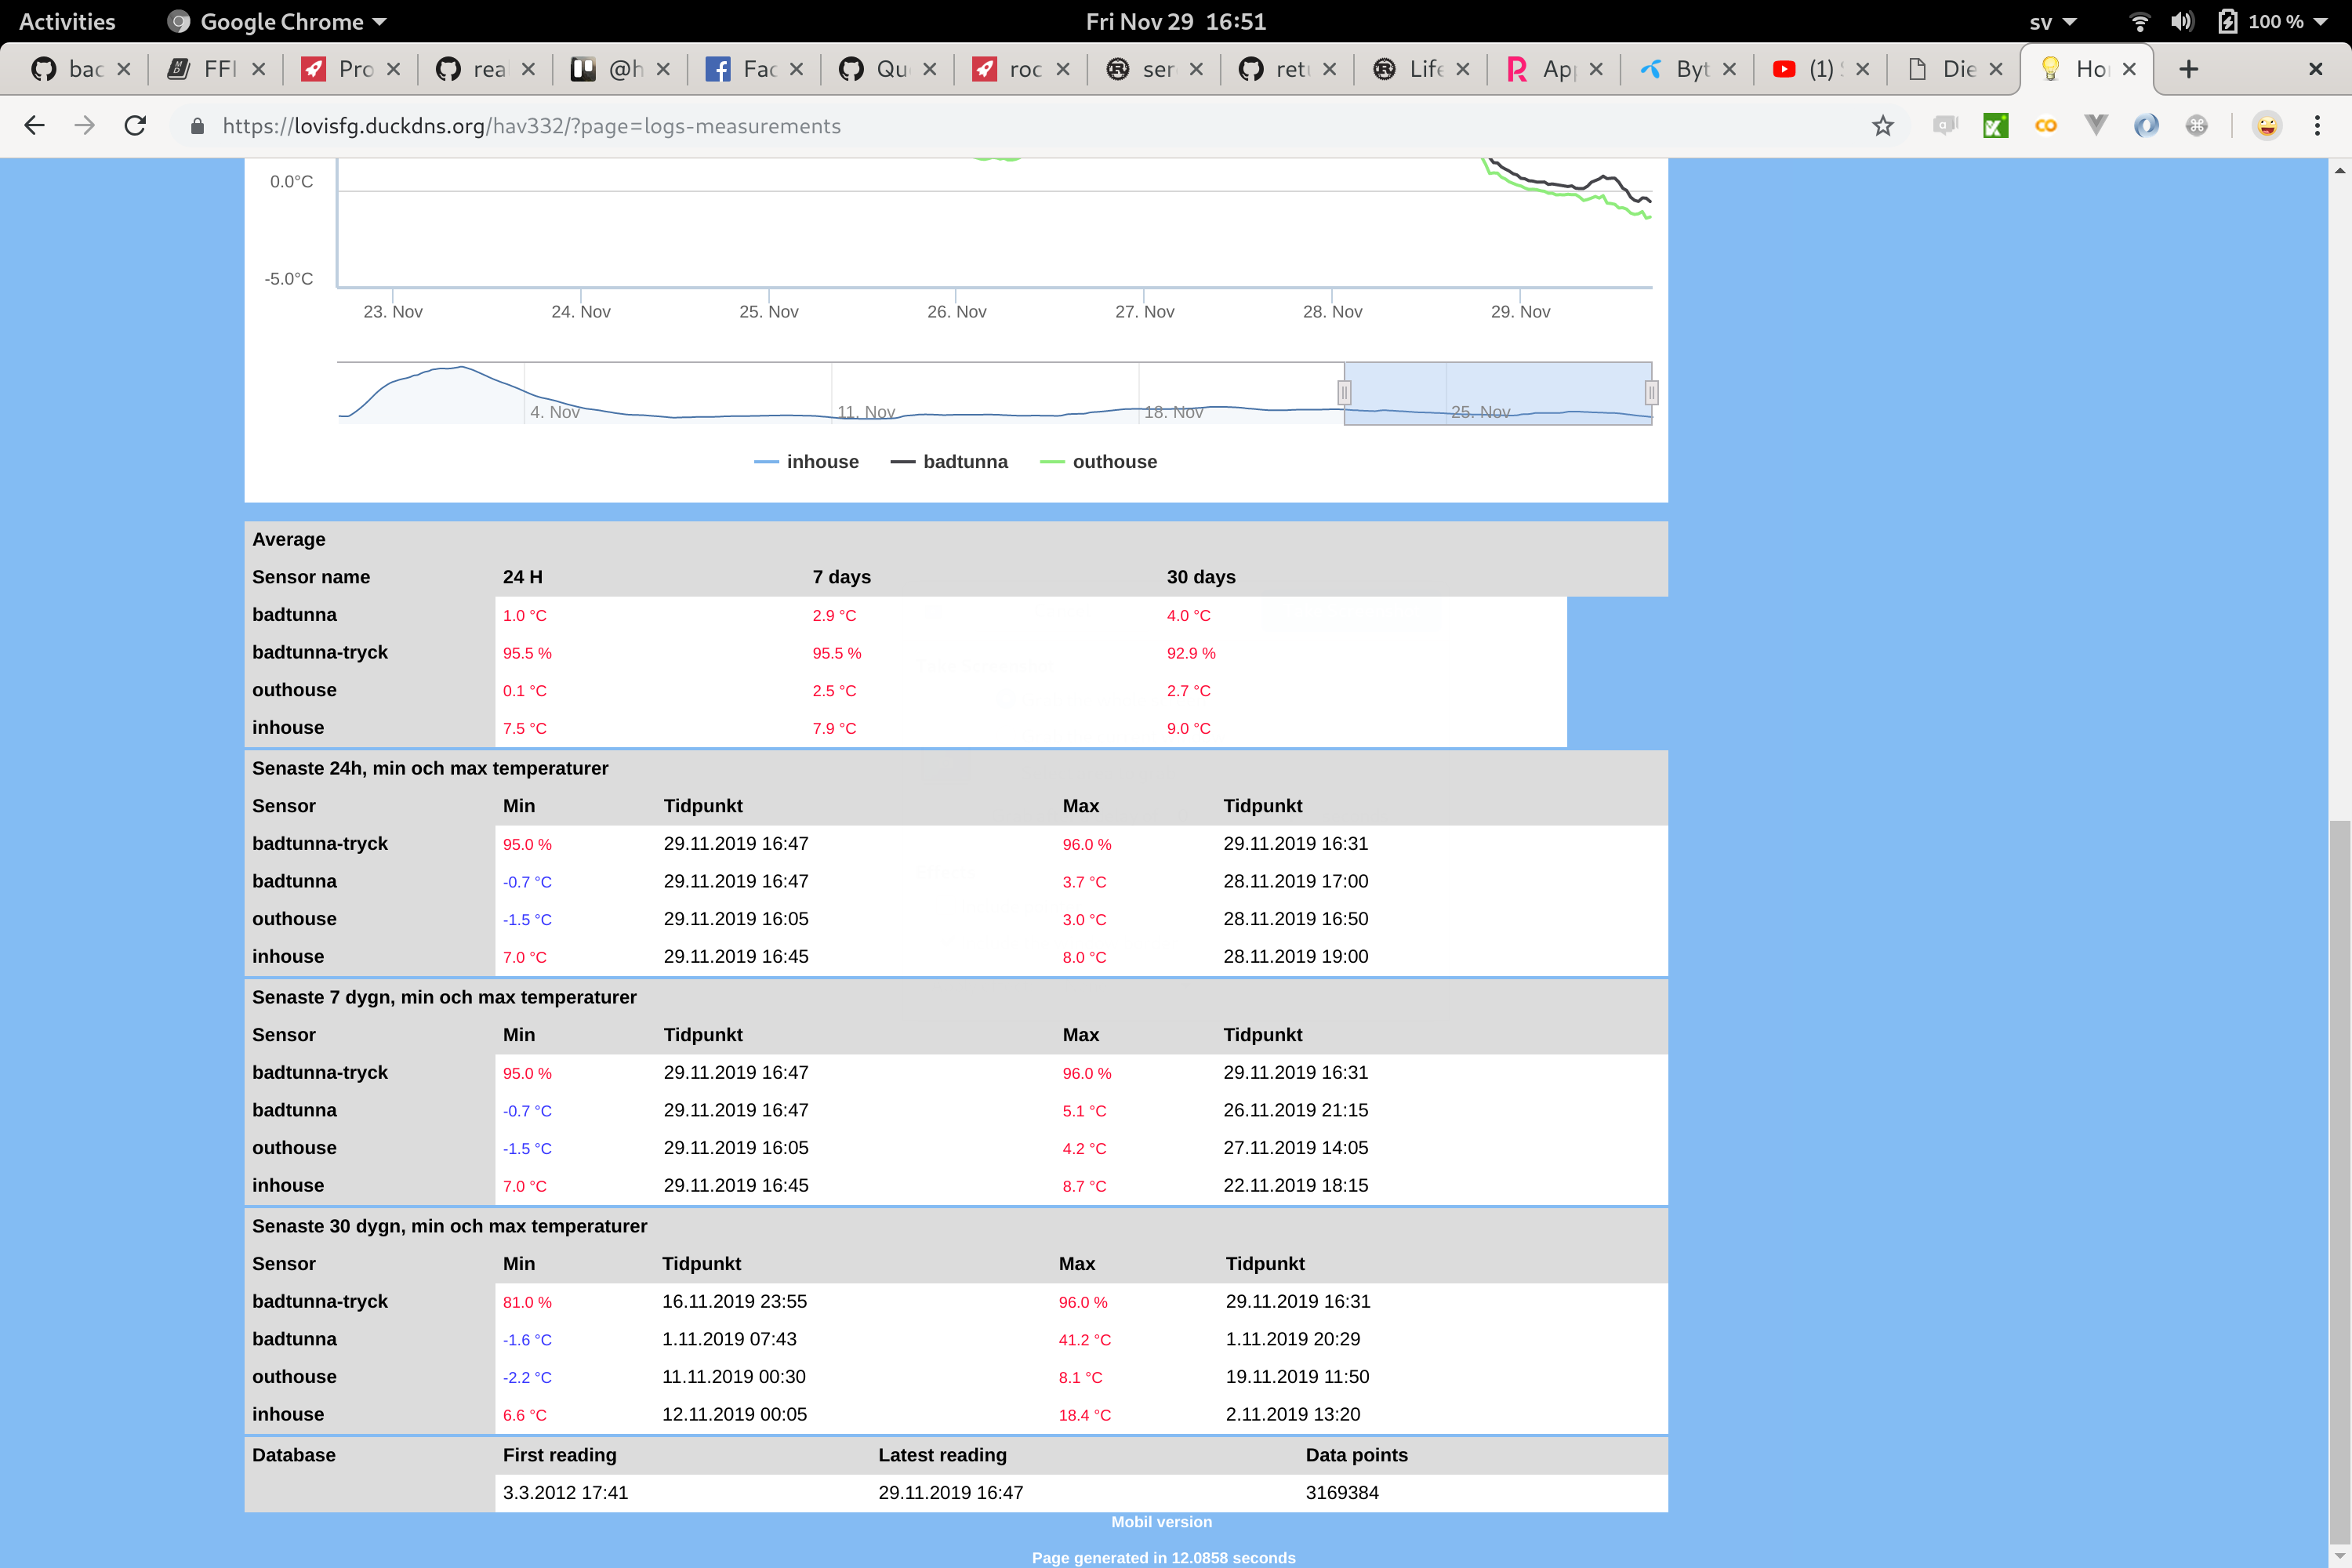 Activities Google Chrome Fri Nov 29 16:51 sv 100 %
bac FFI Pro rea @h Fac Qu roc ser retu Life App Byt (1) Die Ho
https://lovisfg.duckdns.org/hav332/?page=logs-measurements
0.0°C
-5.0°C
23. Nov 24. Nov 25. Nov 26. Nov 27. Nov 28. Nov 29. Nov
4. Nov 11. Nov 18. Nov 25. Nov
inhouse badtunna outhouse
Average
Sensor name 24 H 7 days 30 days
badtunna 1.0 °C 2.9 °C 4.0 °C
badtunna-tryck 95.5 % 95.5 % 92.9 %
outhouse 0.1 °C 2.5 °C 2.7 °C
inhouse 7.5 °C 7.9 °C 9.0 °C
Senaste 24h, min och max temperaturer
Sensor Min Tidpunkt Max Tidpunkt
badtunna-tryck 95.0 % 29.11.2019 16:47 96.0 % 29.11.2019 16:31
badtunna -0.7 °C 29.11.2019 16:47 3.7 °C 28.11.2019 17:00
outhouse -1.5 °C 29.11.2019 16:05 3.0 °C 28.11.2019 16:50
inhouse 7.0 °C 29.11.2019 16:45 8.0 °C 28.11.2019 19:00
Senaste 7 dygn, min och max temperaturer
Sensor Min Tidpunkt Max Tidpunkt
badtunna-tryck 95.0 % 29.11.2019 16:47 96.0 % 29.11.2019 16:31
badtunna -0.7 °C 29.11.2019 16:47 5.1 °C 26.11.2019 21:15
outhouse -1.5 °C 29.11.2019 16:05 4.2 °C 27.11.2019 14:05
inhouse 7.0 °C 29.11.2019 16:45 8.7 °C 22.11.2019 18:15
Senaste 30 dygn, min och max temperaturer
Sensor Min Tidpunkt Max Tidpunkt
badtunna-tryck 81.0 % 16.11.2019 23:55 96.0 % 29.11.2019 16:31
badtunna -1.6 °C 1.11.2019 07:43 41.2 °C 1.11.2019 20:29
outhouse -2.2 °C 11.11.2019 00:30 8.1 °C 19.11.2019 11:50
inhouse 6.6 °C 12.11.2019 00:05 18.4 °C 2.11.2019 13:20
Database First reading Latest reading Data points
3.3.2012 17:41 29.11.2019 16:47 3169384
Mobil version
Page generated in 12.0858 seconds